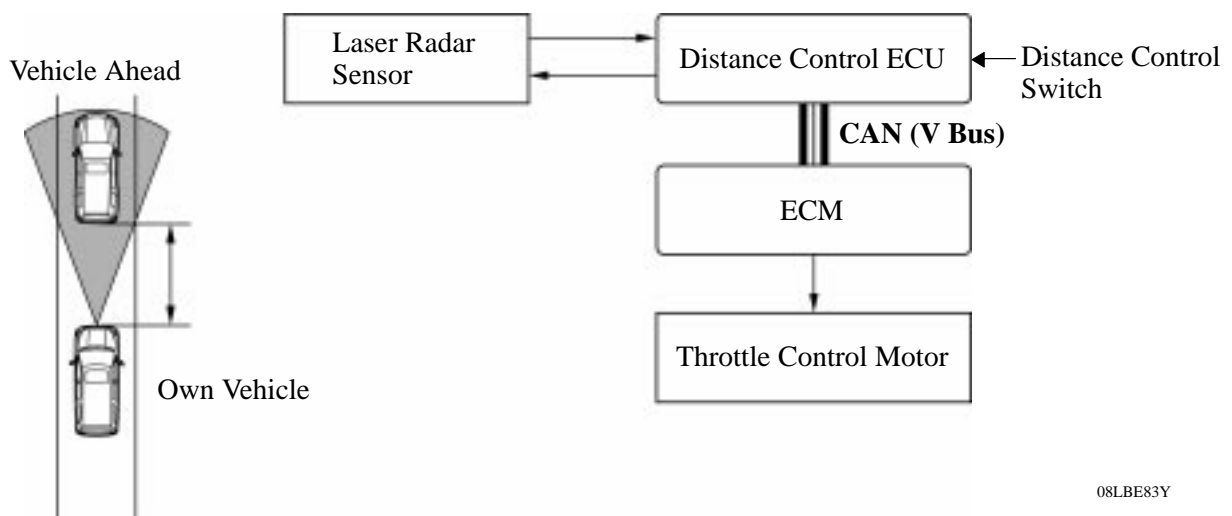 Vehicle Ahead
Own Vehicle
Laser Radar
Sensor
Distance Control ECU
Distance Control
Switch
CAN (V Bus)
ECM
Throttle Control Motor
08LBE83Y